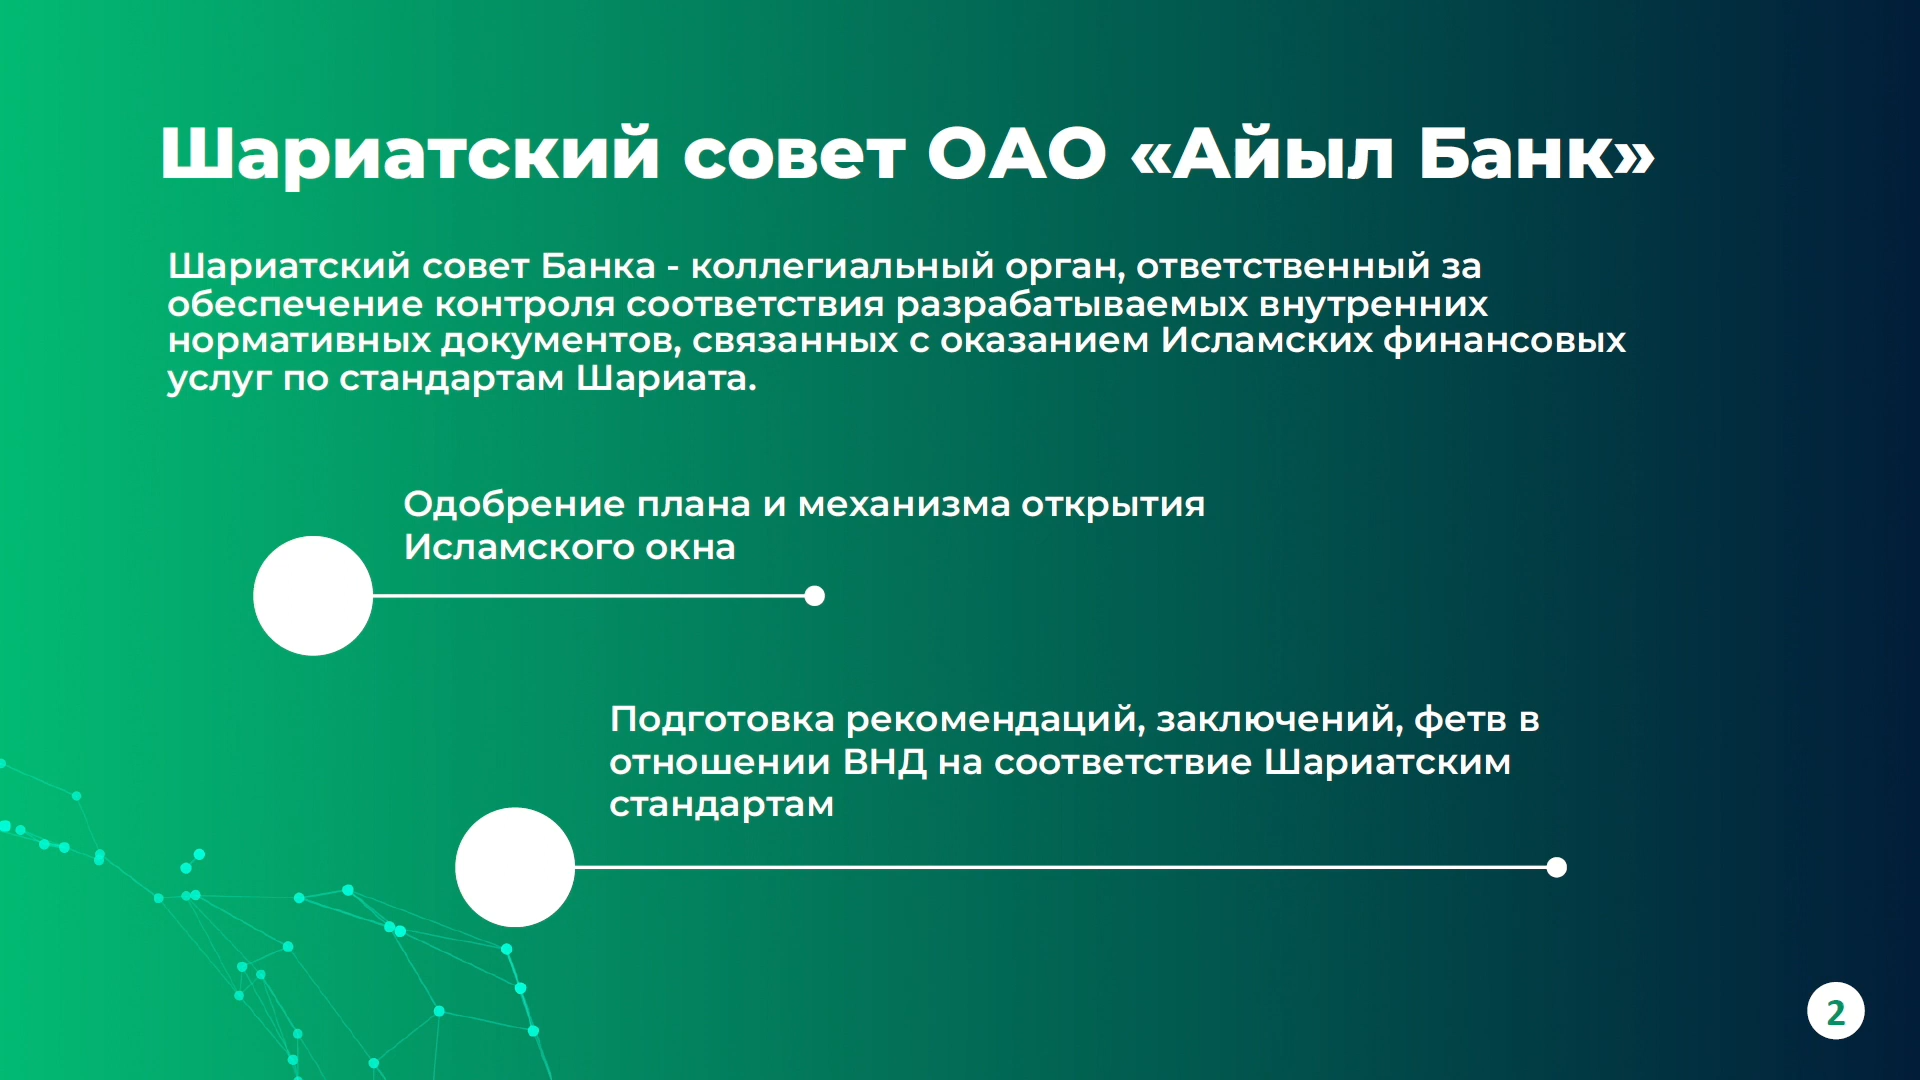 Шариатский совет ОАО «Айыл Банк»
Шариатский совет Банка - коллегиальный орган, ответственный за
обеспечение контроля соответствия разрабатываемых внутренних
нормативных документов, связанных с оказанием Исламских финансовых
услуг по стандартам Шариата.
Одобрение плана и механизма открытия
Исламского окна
Подготовка рекомендаций, заключений, фетв в
отношении ВНД на соответствие Шариатским
стандартам
2